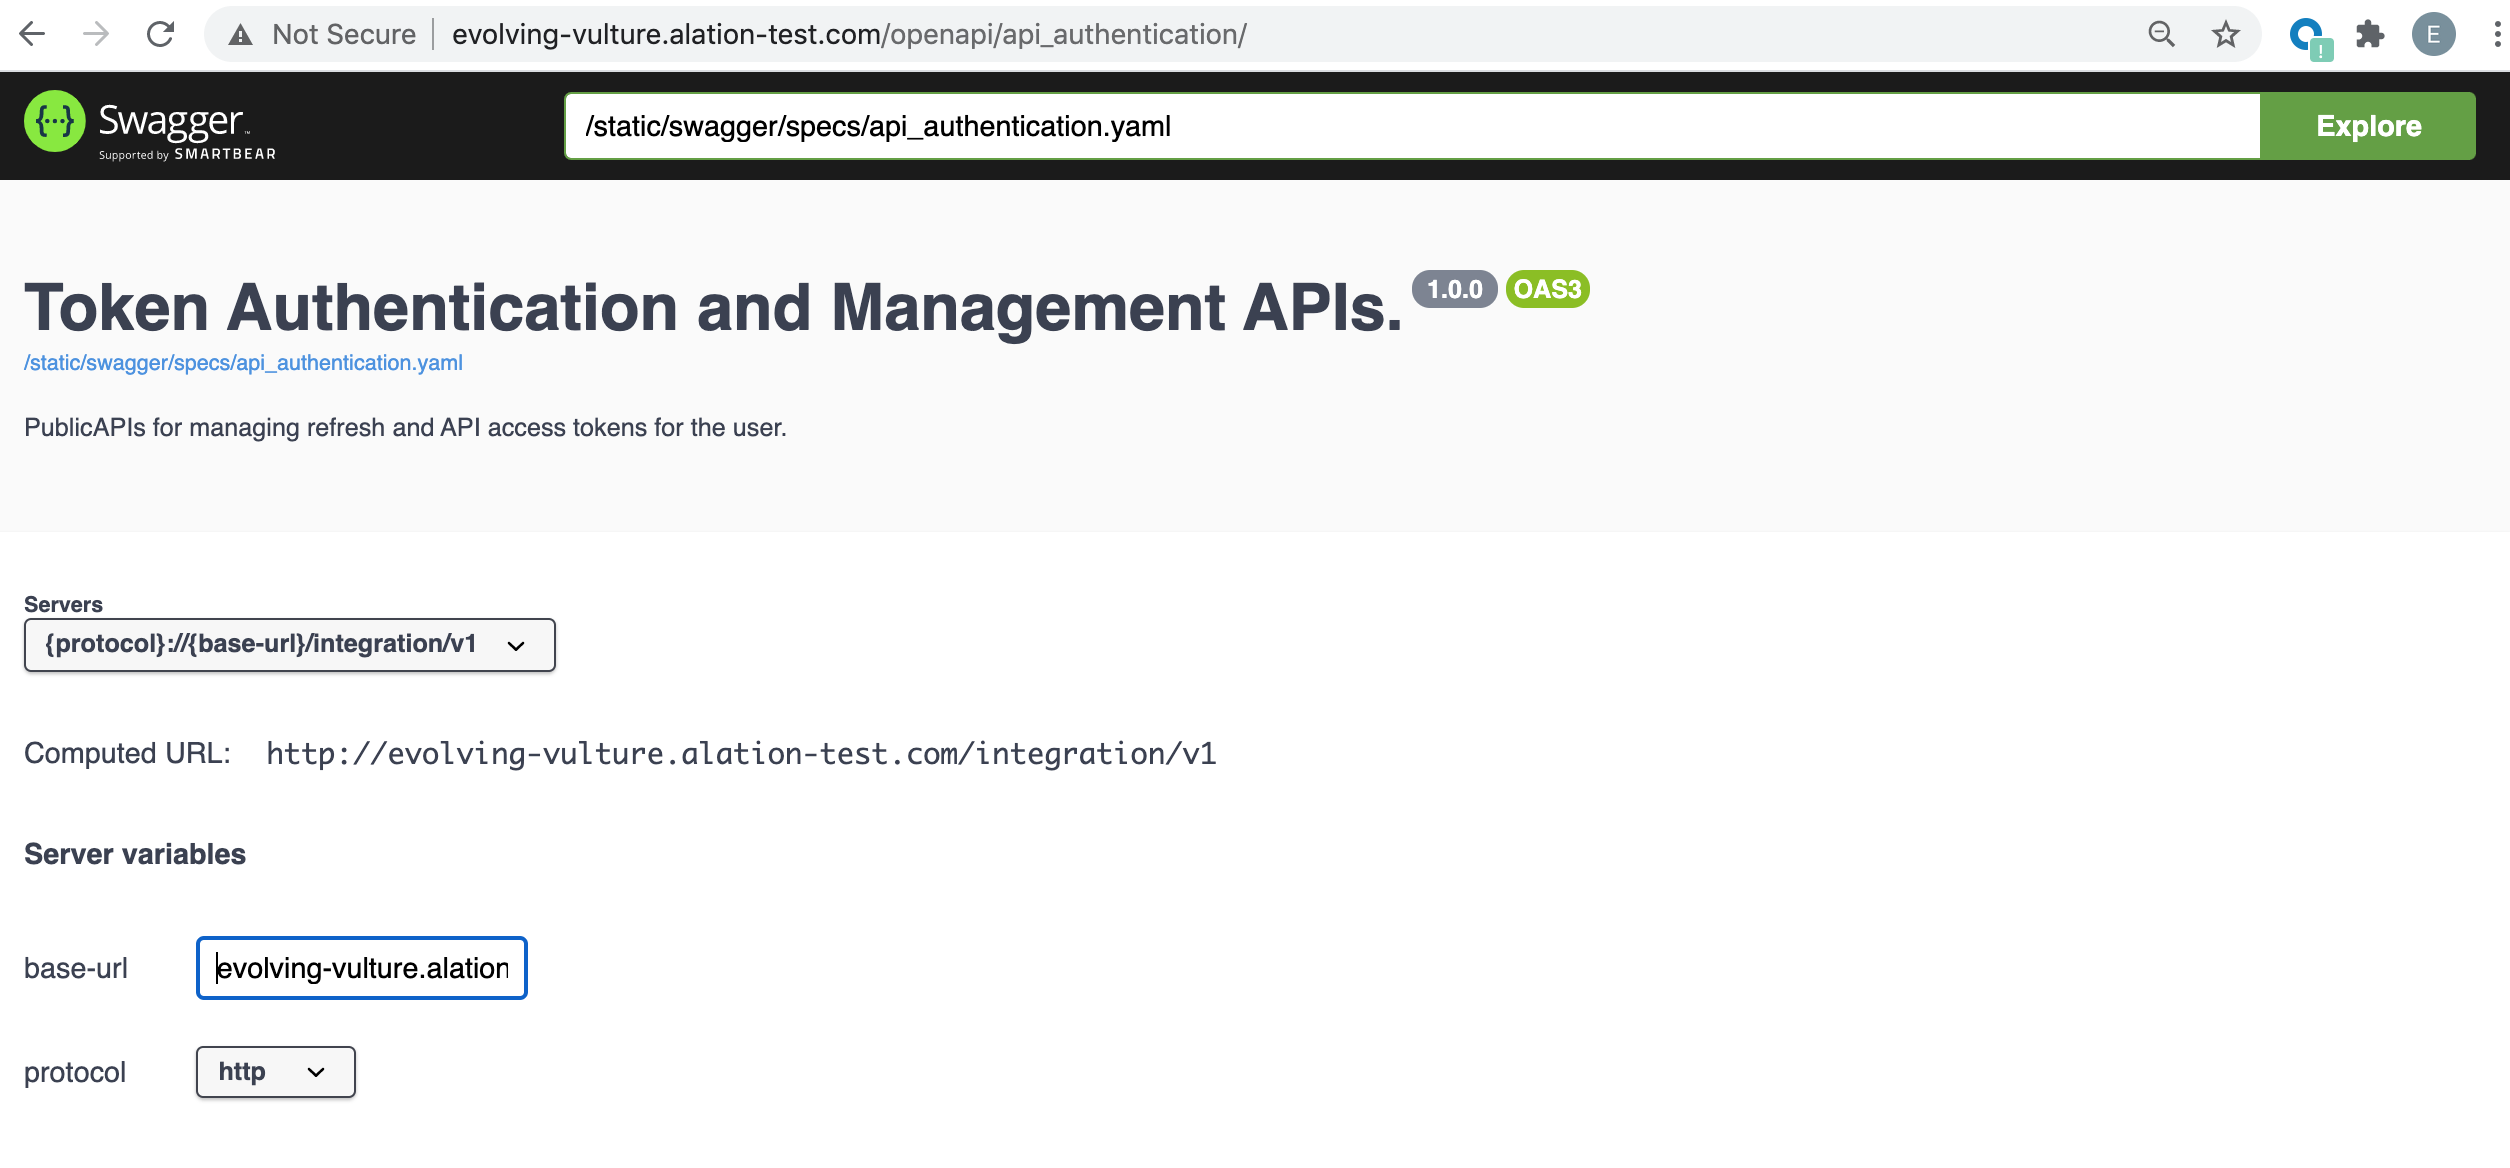 Not Secure evolving-vulture.alation-test.com/openapi/api_authentication/ E
{...} Swagger™ /static/swagger/specs/api_authentication.yaml Explore
Supported by SMARTBEAR
Token Authentication and Management APIs. 1.0.0 OAS3
/static/swagger/specs/api_authentication.yaml
PublicAPIs for managing refresh and API access tokens for the user.
Servers
{protocol}://{base-url}/integration/v1
Computed URL: http://evolving-vulture.alation-test.com/integration/v1
Server variables
base-url evolving-vulture.alation
protocol http